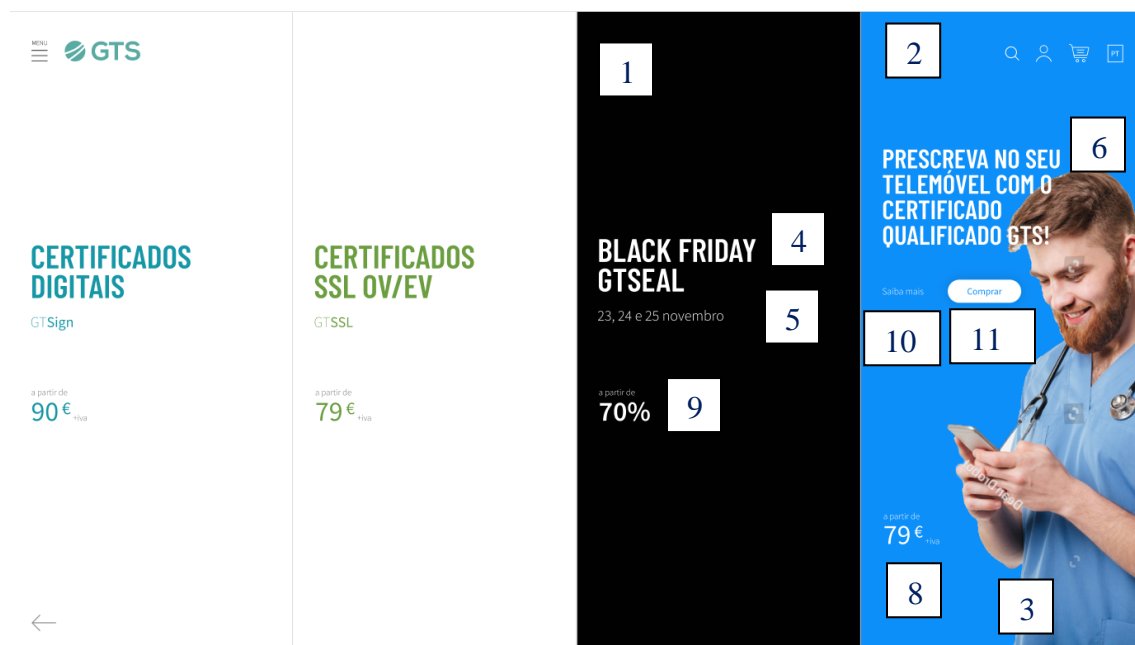 MENU
GTS
1
2
PT
6
PRESCREVA NO SEU
TELEMÓVEL COM O
CERTIFICADO
QUALIFICADO GTS!
CERTIFICADOS
DIGITAIS
GTSign
CERTIFICADOS
SSL OV/EV
GTSSL
4
BLACK FRIDAY
GTSEAL
23, 24 e 25 novembro
5
Saiba mais
Comprar
10
11
a partir de
90 € +iva
a partir de
79 € +iva
a partir de
70%
9
a partir de
79 € +iva
8
3